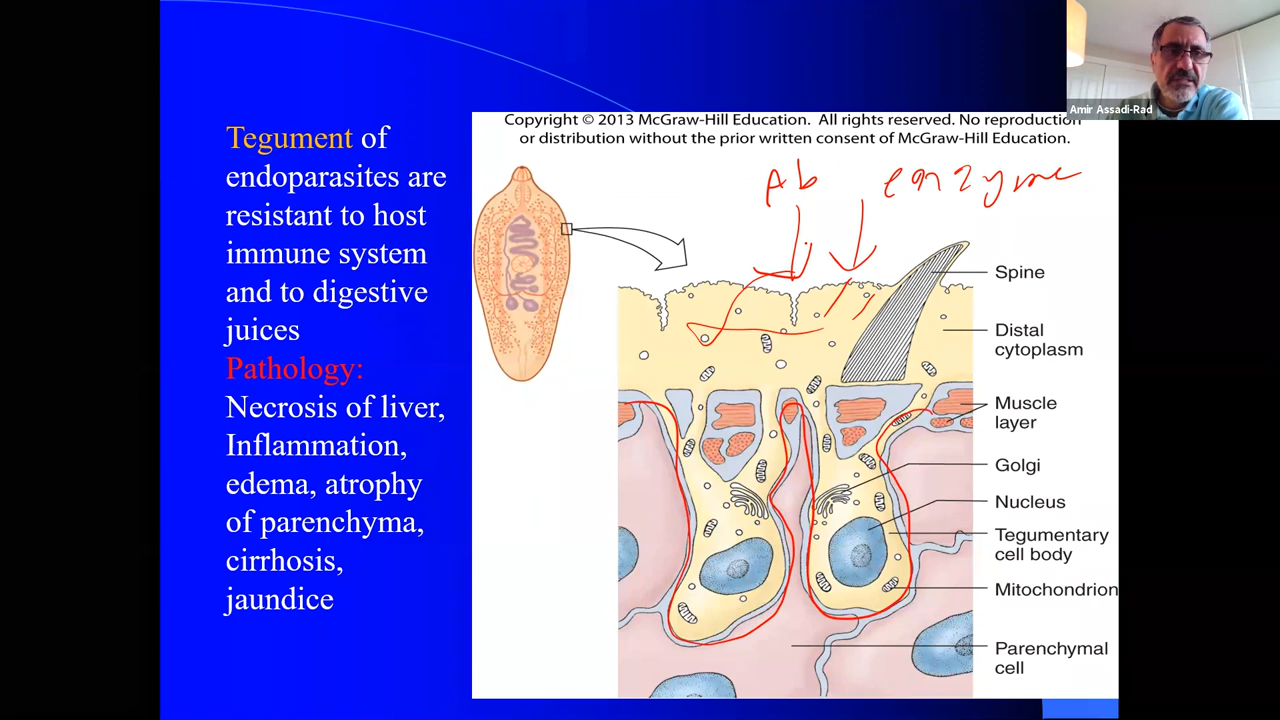 Amir Assadi-Rad
Tegument of
endoparasites are
resistant to host
immune system
and to digestive
juices
Pathology:
Necrosis of liver,
Inflammation,
edema, atrophy
of parenchyma,
cirrhosis,
jaundice
Copyright © 2013 McGraw-Hill Education. All rights reserved. No reproduction
or distribution without the prior written consent of McGraw-Hill Education.
Ab enzyme
Spine
Distal
cytoplasm
Muscle
layer
Golgi
Nucleus
Tegumentary
cell body
Mitochondrion
Parenchymal
cell